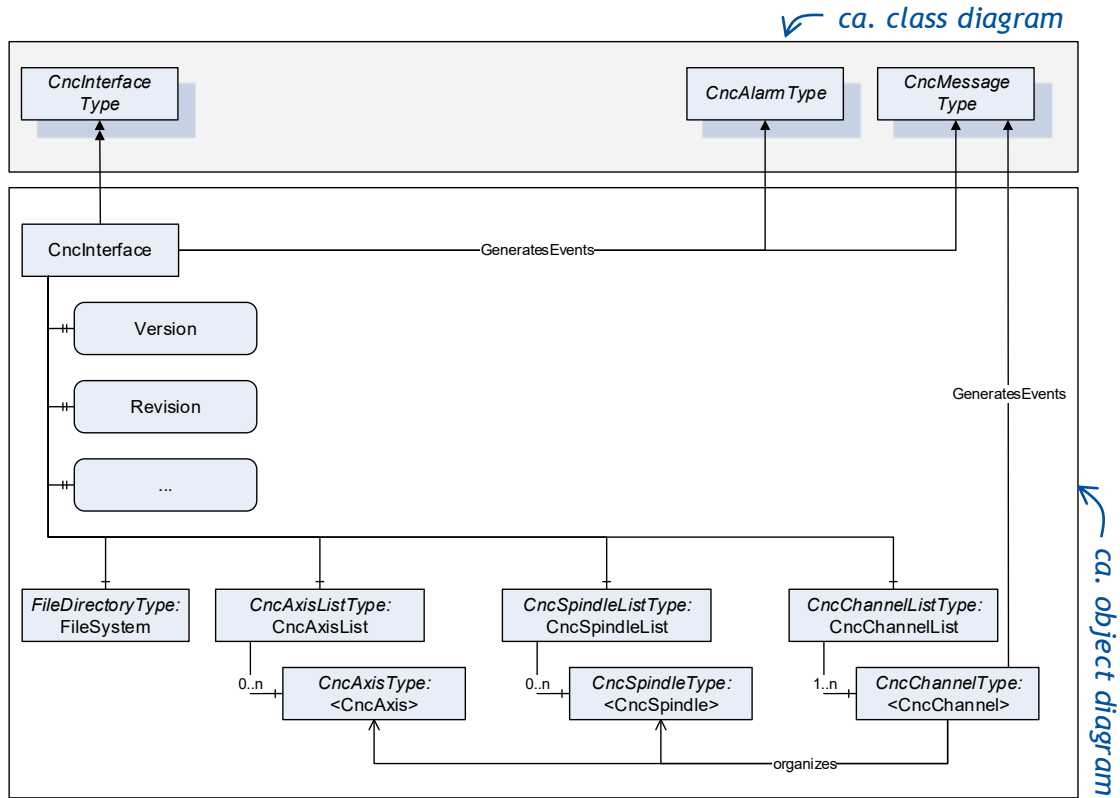 ca. class diagram
CncInterface
Type
CncAlarmType
CncMessage
Type
CncInterface
GeneratesEvents
Version
Revision
...
GeneratesEvents
FileDirectoryType:
FileSystem
CncAxisListType:
CncAxisList
CncSpindleListType:
CncSpindleList
CncChannelListType:
CncChannelList
0..n
CncAxisType:
<CncAxis>
0..n
CncSpindleType:
<CncSpindle>
1..n
CncChannelType:
<CncChannel>
organizes
ca. object diagram